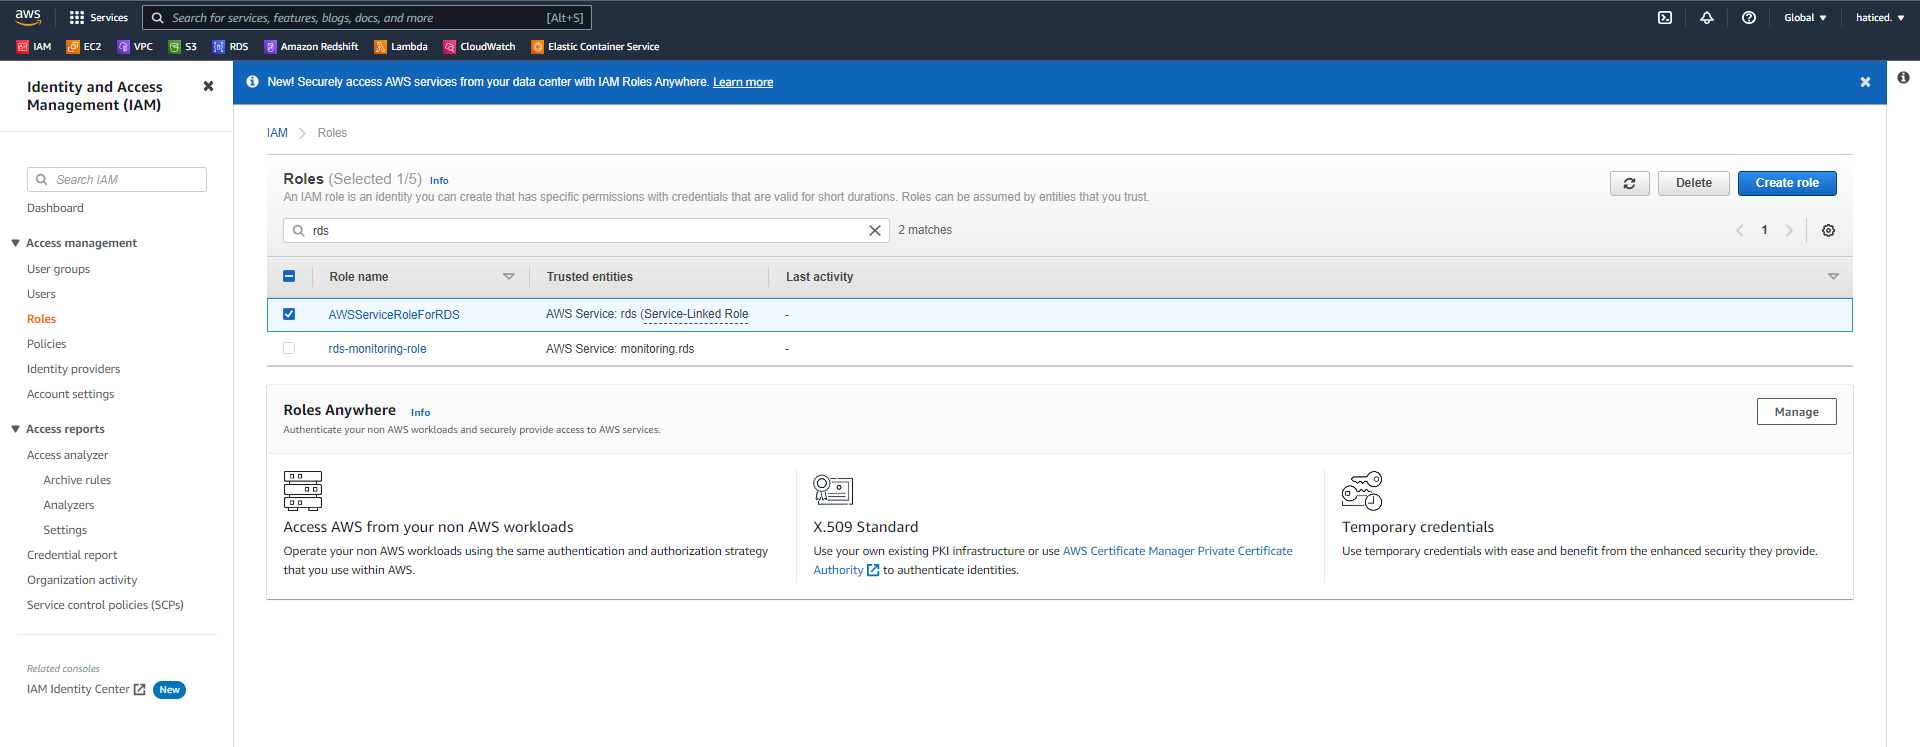 aws Services Search for services, features, blogs, docs, and more [Alt+S] Global haticed.
IAM EC2 VPC S3 RDS Amazon Redshift Lambda CloudWatch Elastic Container Service
Identity and Access
Management (IAM)
Search IAM
Dashboard
Access management
User groups
Users
Roles
Policies
Identity providers
Account settings
Access reports
Access analyzer
Archive rules
Analyzers
Settings
Credential report
Organization activity
Service control policies (SCPs)
Related consoles
IAM Identity Center New
New! Securely access AWS services from your data center with IAM Roles Anywhere. Learn more
IAM Roles
Roles (Selected 1/5) Info
An IAM role is an identity you can create that has specific permissions with credentials that are valid for short durations. Roles can be assumed by entities that you trust.
Delete Create role
rds 2 matches 1
Role name Trusted entities Last activity
AWSServiceRoleForRDS AWS Service: rds (Service-Linked Role -
rds-monitoring-role AWS Service: monitoring.rds -
Roles Anywhere Info
Authenticate your non AWS workloads and securely provide access to AWS services.
Manage
Access AWS from your non AWS workloads
Operate your non AWS workloads using the same authentication and authorization strategy
that you use within AWS.
X.509 Standard
Use your own existing PKI infrastructure or use AWS Certificate Manager Private Certificate
Authority to authenticate identities.
Temporary credentials
Use temporary credentials with ease and benefit from the enhanced security they provide.